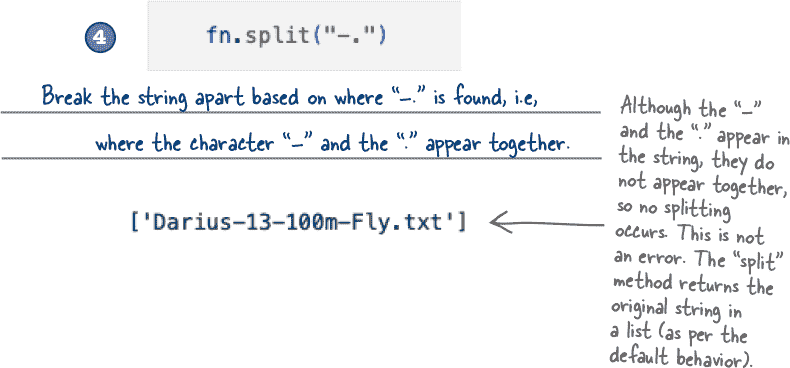 4
fn.split("-.")
Break the string apart based on where “-.” is found, i.e,
where the character “-” and the “.” appear together.
['Darius-13-100m-Fly.txt']
Although the “-”
and the “.” appear in
the string, they do
not appear together,
so no splitting
occurs. This is not
an error. The “split”
method returns the
original string in
a list (as per the
default behavior).